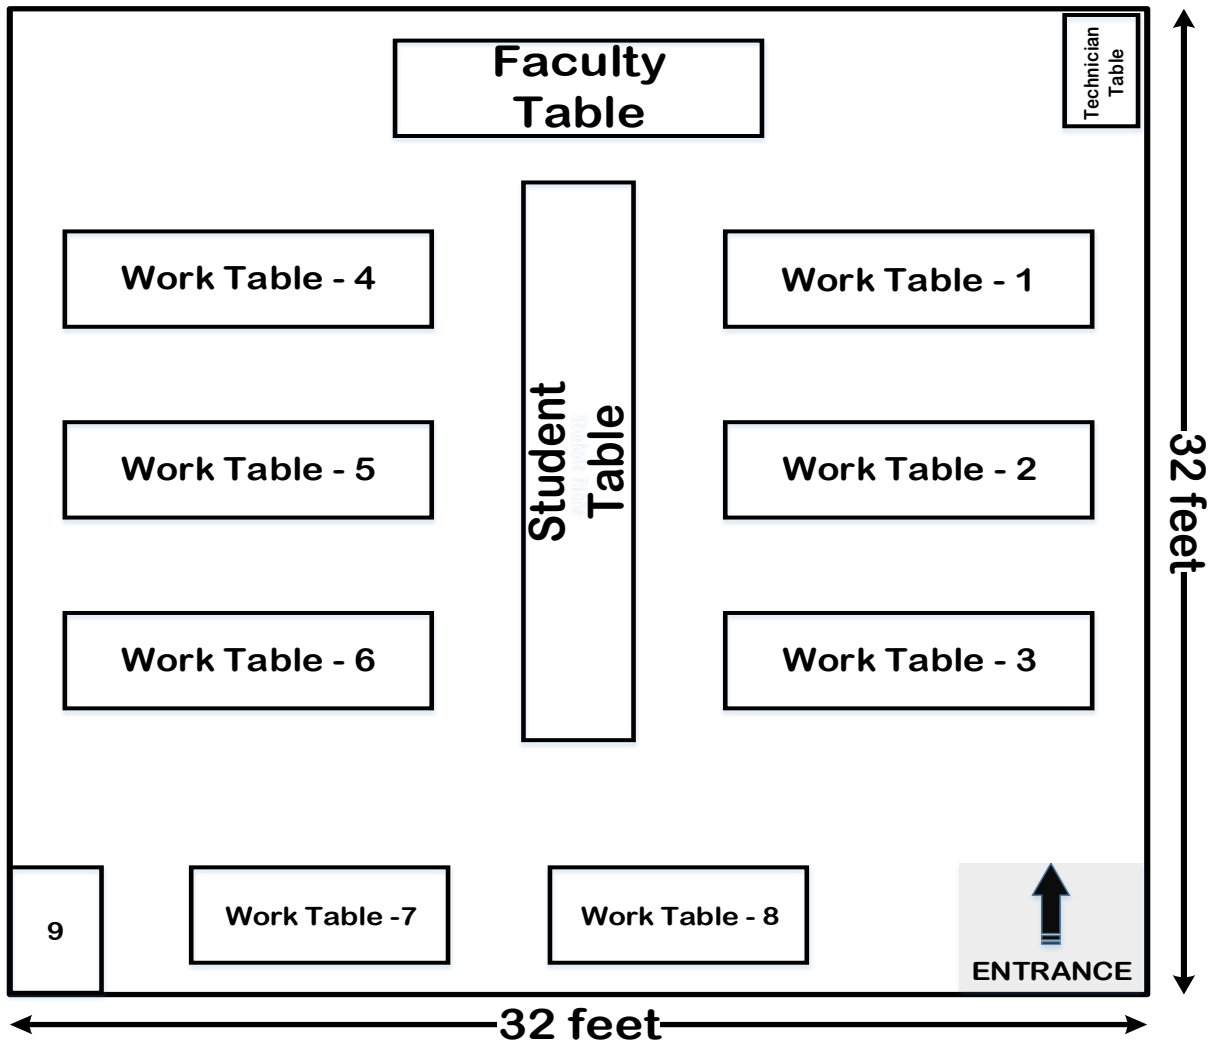 Faculty
Table
Technician
Table
Work Table - 4
Work Table - 1
Student
Table
Work Table - 5
Work Table - 2
32 feet
Work Table - 6
Work Table - 3
9
Work Table -7
Work Table - 8
ENTRANCE
32 feet